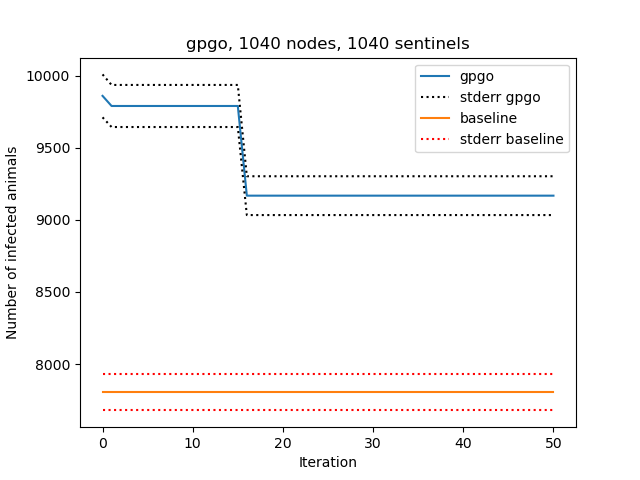 gpgo, 1040 nodes, 1040 sentinels
10000
9500
9000
8500
8000
Number of infected animals
gpgo
stderr gpgo
baseline
stderr baseline
0
10
20
30
40
50
Iteration